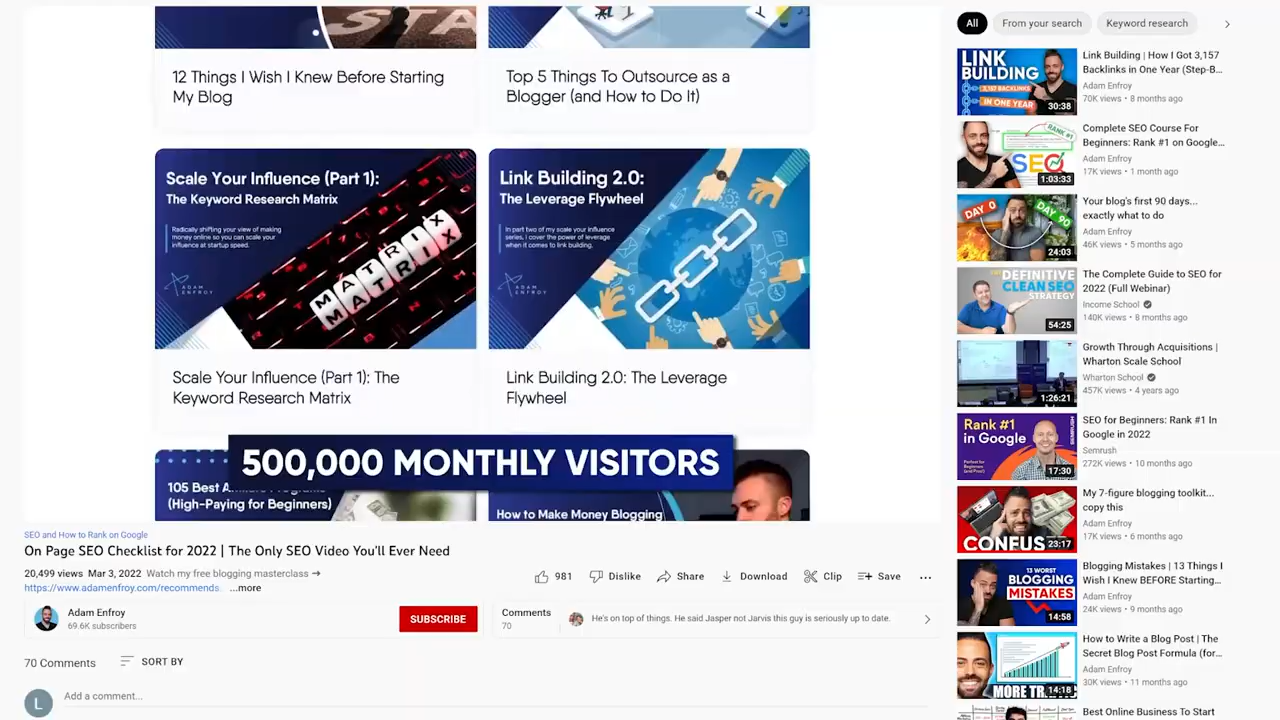 STA
12 Things I Wish I Knew Before Starting
My Blog
Top 5 Things To Outsource as a
Blogger (and How to Do It)
Scale Your Influence (Part 1):
The Keyword Research Matrix
Radically shifting your view of making
money online so you can scale your
influence at startup speed.
ADAM
ENFROY
MATRIX
MATRIX
Link Building 2.0:
The Leverage Flywheel
In part two of my scale your influence
series, I cover the power of leverage
when it comes to link building.
ADAM
ENFROY
Scale Your Influence (Part 1): The
Keyword Research Matrix
Link Building 2.0: The Leverage
Flywheel
500,000 MONTHLY VISITORS
105 Best
(High-Paying for Beginners)
How to Make Money Blogging
SEO and How to Rank on Google
On Page SEO Checklist for 2022 | The Only SEO Video You'll Ever Need
20,499 views Mar 3, 2022 Watch my free blogging masterclass →
https://www.adamenfroy.com/recommends. ...more
981
Dislike
Share
Download
Clip
Save
Adam Enfroy
69.6K subscribers
SUBSCRIBE
Comments
70
He's on top of things. He said Jasper not Jarvis this guy is seriously up to date.
70 Comments
SORT BY
L
Add a comment...
All
From your search
Keyword research
LINK
BUILDING
3,157 BACKLINKS
IN ONE YEAR
30:38
Link Building | How I Got 3,157
Backlinks in One Year (Step-B...
Adam Enfroy
70K views • 8 months ago
RANK #1
SEO
1:03:33
Complete SEO Course For
Beginners: Rank #1 on Google...
Adam Enfroy
17K views • 1 month ago
DAY 0
DAY 90
24:03
Your blog's first 90 days...
exactly what to do
Adam Enfroy
46K views • 5 months ago
DEFINITIVE
CLEAN SEO
STRATEGY
54:25
The Complete Guide to SEO for
2022 (Full Webinar)
Income School
140K views • 8 months ago
1:26:21
Growth Through Acquisitions |
Wharton Scale School
Wharton School
457K views • 4 years ago
Rank #1
in Google
Perfect for
Beginners
(and Pros!)
SEMRUSH
17:30
SEO for Beginners: Rank #1 In
Google in 2022
Semrush
272K views • 10 months ago
CONFUS
23:17
My 7-figure blogging toolkit...
copy this
Adam Enfroy
17K views • 6 months ago
13 WORST
BLOGGING
MISTAKES
14:58
Blogging Mistakes | 13 Things I
Wish I Knew BEFORE Starting...
Adam Enfroy
24K views • 9 months ago
MORE TR
14:18
How to Write a Blog Post | The
Secret Blog Post Formula (for...
Adam Enfroy
30K views • 11 months ago
Best Online Business To Start